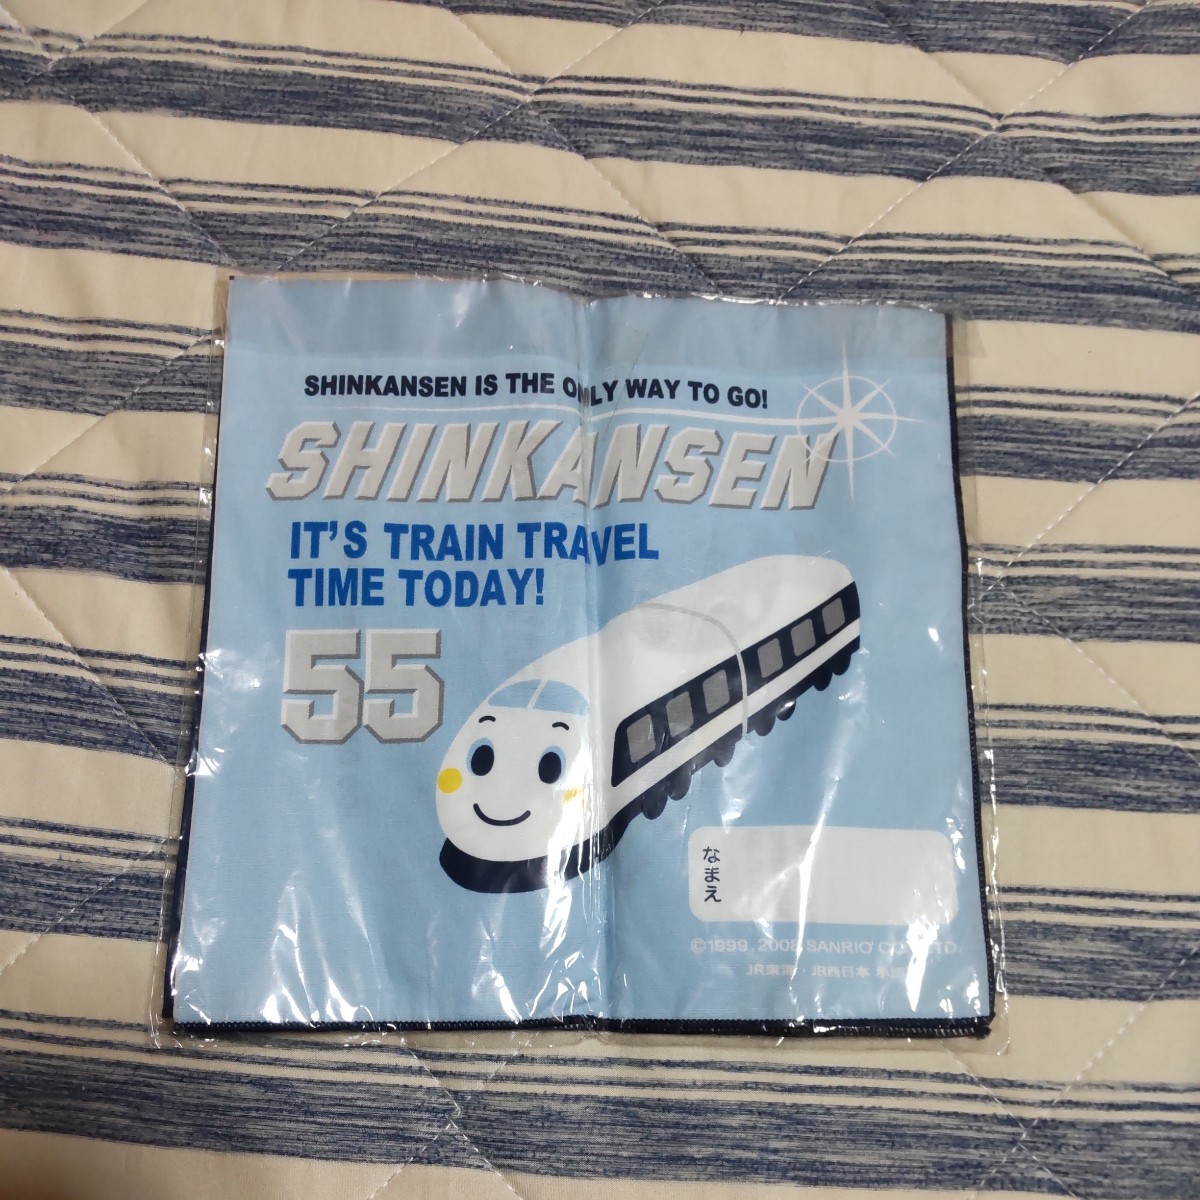 SHINKANSEN IS THE ONLY WAY TO GO!
SHINKANSEN
IT'S TRAIN TRAVEL
TIME TODAY!
55
なまえ
©1999, 2008 SANRIO CO., LTD.
JR東海・JR西日本